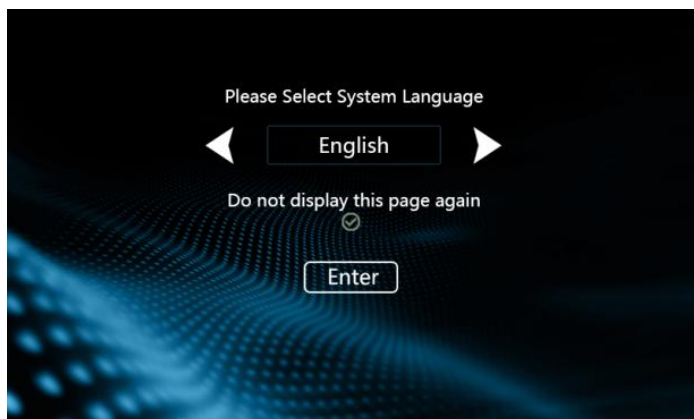 Please Select System Language
English
Do not display this page again
Enter